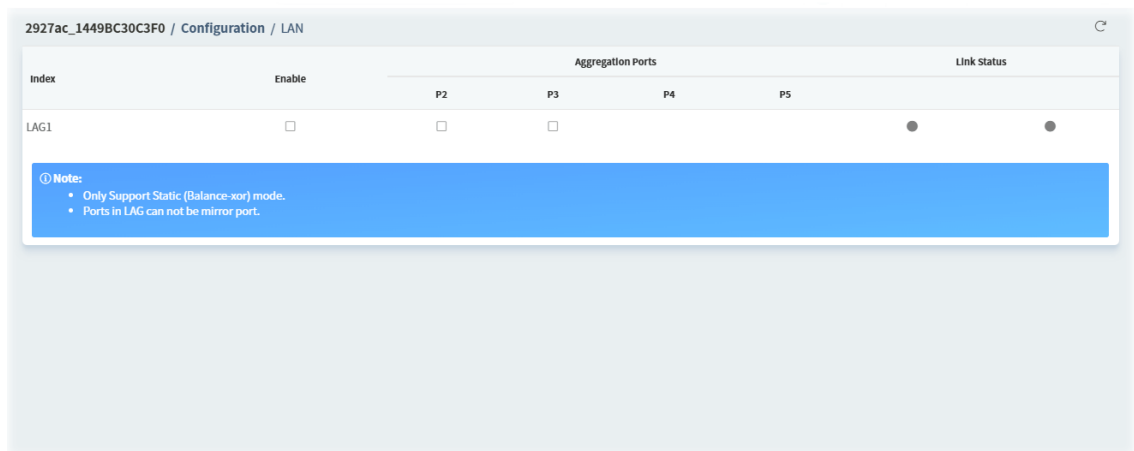 2927ac_1449BC30C3F0 / Configuration / LAN
Index Enable Aggregation Ports Link Status
P2 P3 P4 P5
LAG1
Note:
• Only Support Static (Balance-xor) mode.
• Ports in LAG can not be mirror port.